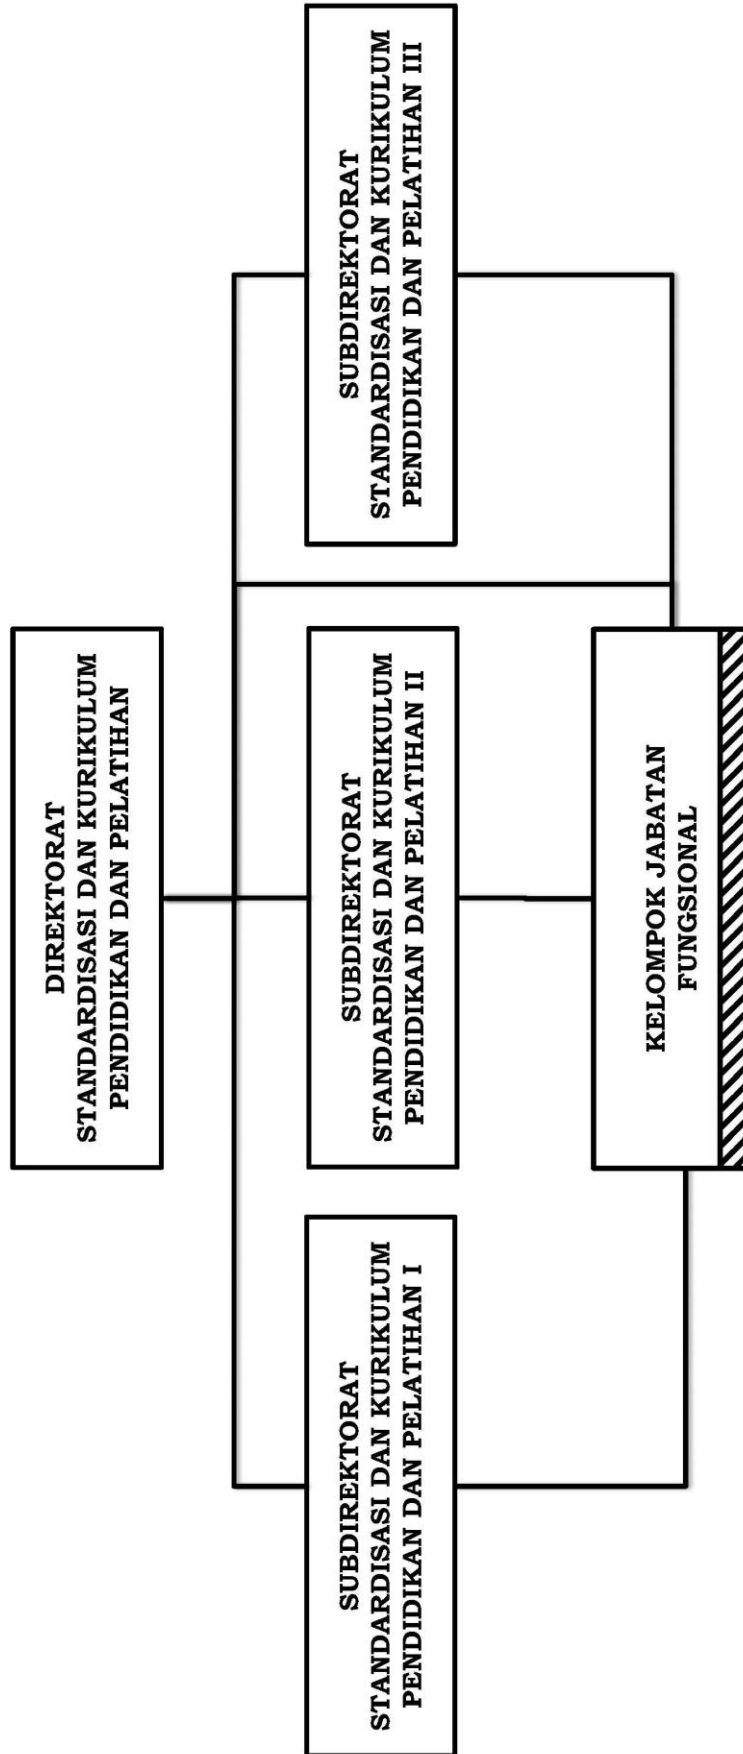 DIREKTORAT
STANDARDISASI DAN KURIKULUM
PENDIDIKAN DAN PELATIHAN
SUBDIREKTORAT
STANDARDISASI DAN KURIKULUM
PENDIDIKAN DAN PELATIHAN I
SUBDIREKTORAT
STANDARDISASI DAN KURIKULUM
PENDIDIKAN DAN PELATIHAN II
SUBDIREKTORAT
STANDARDISASI DAN KURIKULUM
PENDIDIKAN DAN PELATIHAN III
KELOMPOK JABATAN
FUNGSIONAL